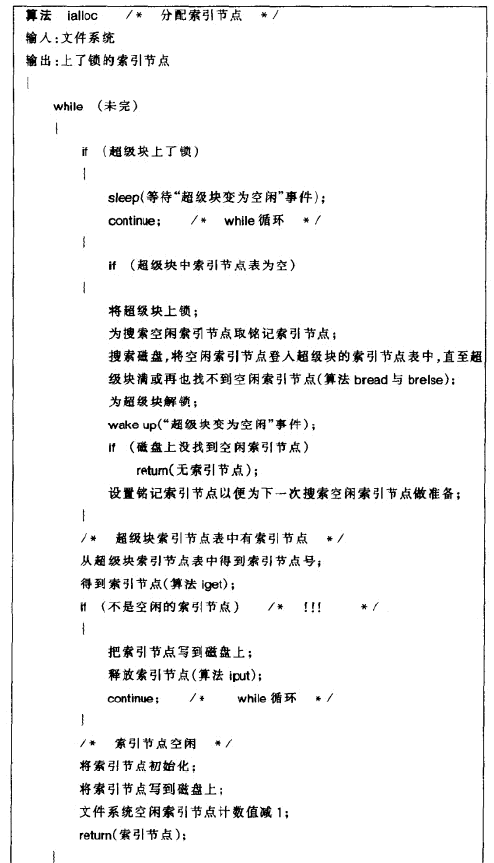 算法 ialloc /* 分配索引节点 */
输入:文件系统
输出:上了锁的索引节点
{
while (未完)
{
if (超级块上了锁)
{
sleep(等待“超级块变为空闲”事件);
continue; /* while 循环 */
}
if (超级块中索引节点表为空)
{
将超级块上锁;
为搜索空闲索引节点取铭记索引节点;
搜索磁盘,将空闲索引节点登入超级块的索引节点表中,直至超
级块满或再也找不到空闲索引节点(算法 bread 与 brelse);
为超级块解锁;
wake up(“超级块变为空闲”事件);
if (磁盘上没找到空闲索引节点)
return(无索引节点);
设置铭记索引节点以便为下一次搜索空闲索引节点做准备;
}
/* 超级块索引节点表中有索引节点 */
从超级块索引节点表中得到索引节点号;
得到索引节点(算法 iget);
if (不是空闲的索引节点) /* !!! */
{
把索引节点写到磁盘上;
释放索引节点(算法 iput);
continue; /* while 循环 */
}
/* 索引节点空闲 */
将索引节点初始化;
将索引节点写到磁盘上;
文件系统空闲索引节点计数值减 1;
return(索引节点);
}